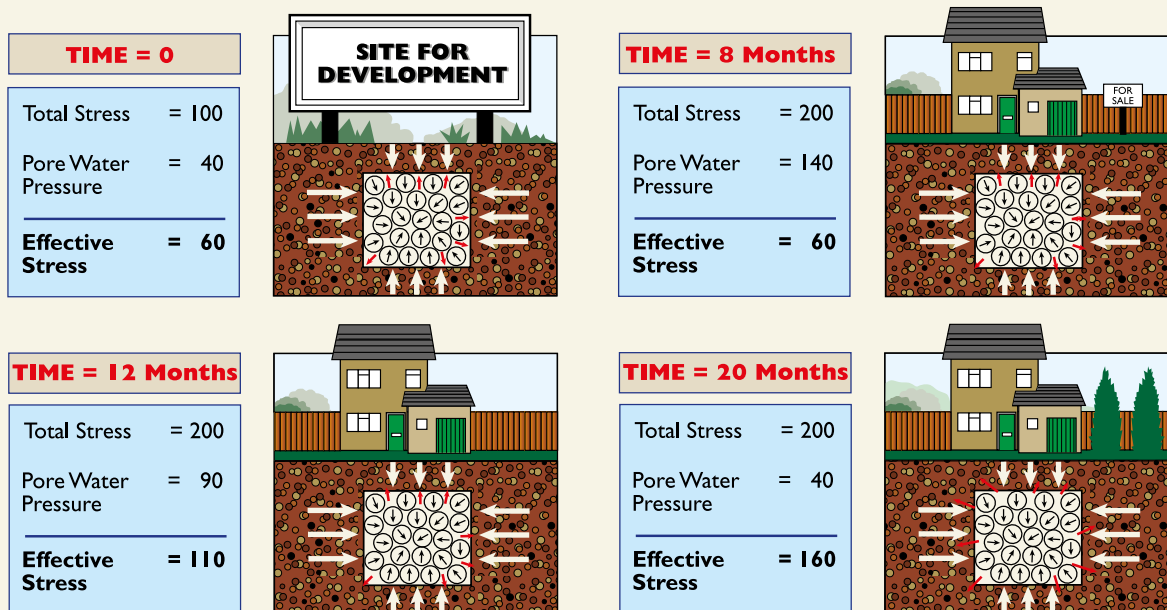 TIME = 0
Total Stress = 100
Pore Water = 40
Pressure
Effective = 60
Stress
SITE FOR
DEVELOPMENT
TIME = 8 Months
Total Stress = 200
Pore Water = 140
Pressure
Effective = 60
Stress
FOR
SALE
TIME = 12 Months
Total Stress = 200
Pore Water = 90
Pressure
Effective = 110
Stress
TIME = 20 Months
Total Stress = 200
Pore Water = 40
Pressure
Effective = 160
Stress